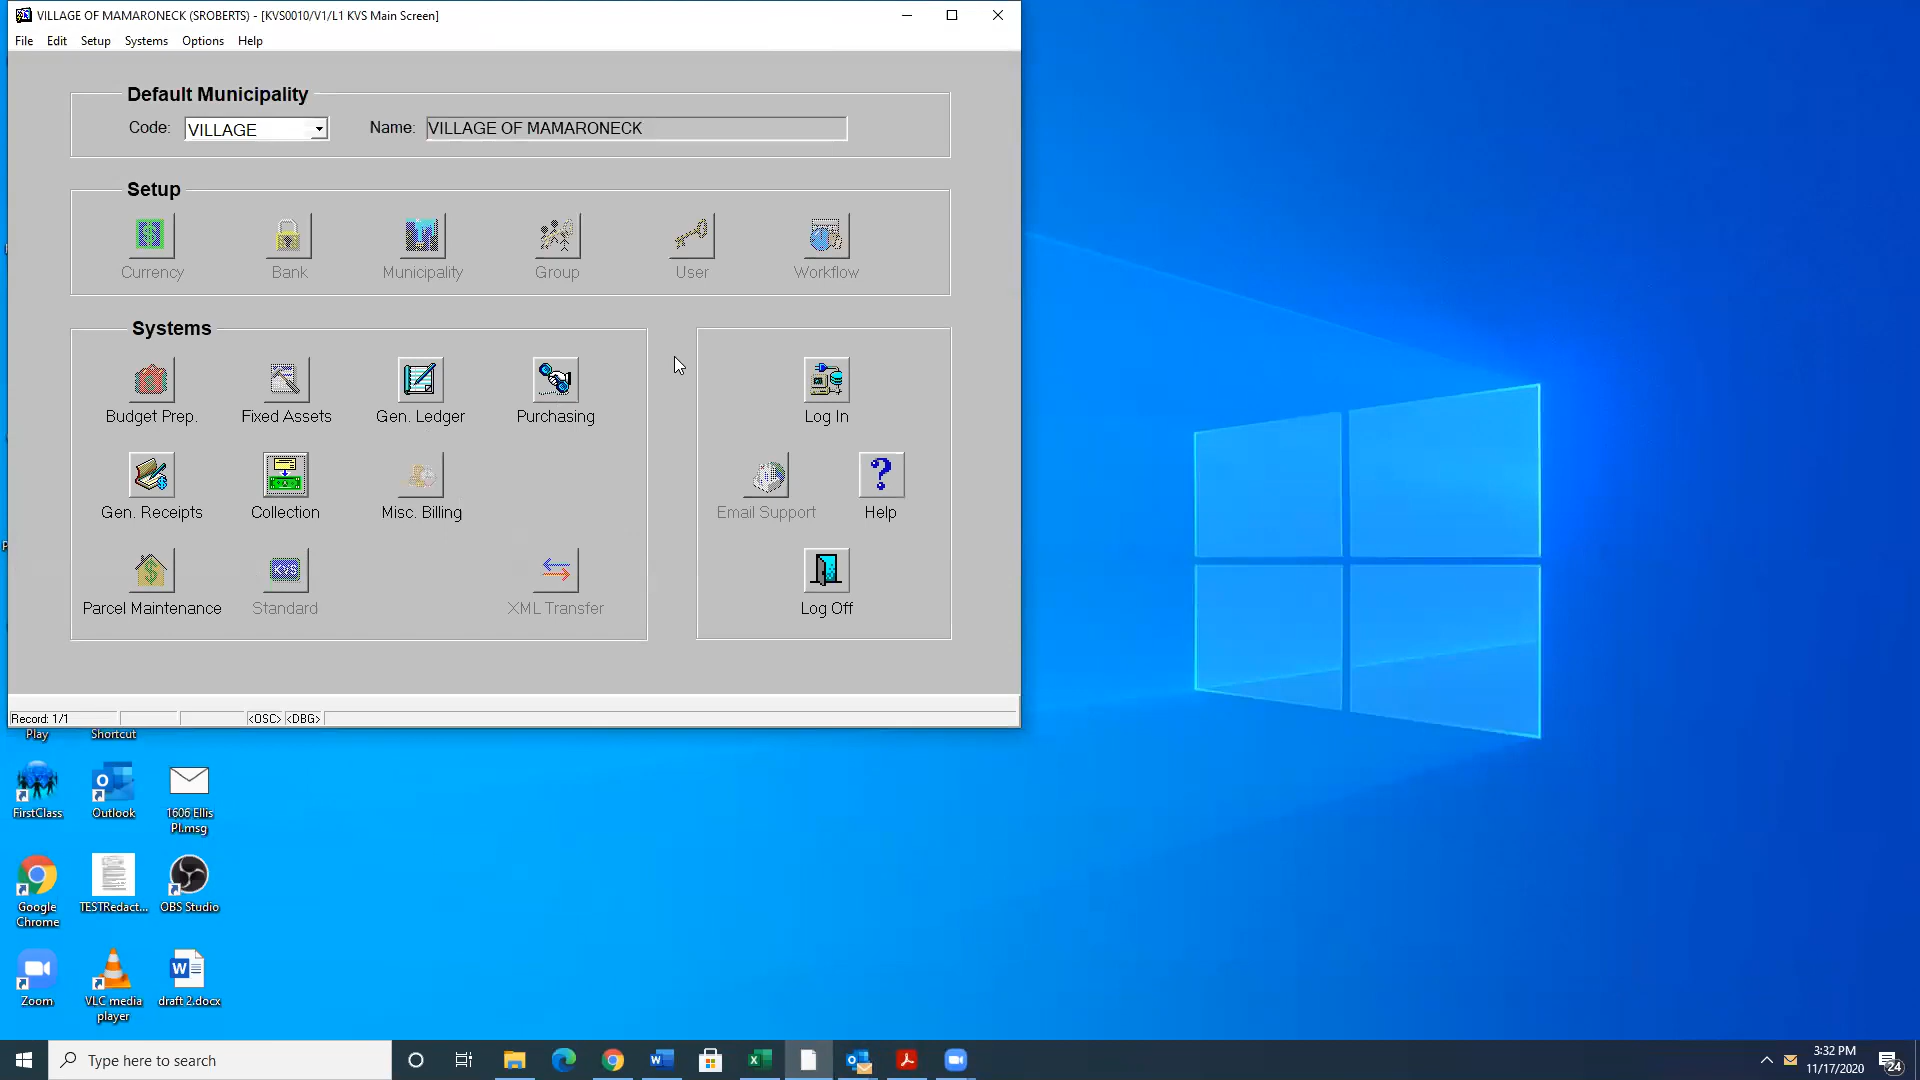 VILLAGE OF MAMARONECK (SROBERTS) - [KVS0010/V1/L1 KVS Main Screen]
File Edit Setup Systems Options Help
Default Municipality
Code: VILLAGE Name: VILLAGE OF MAMARONECK
Setup
Currency Bank Municipality Group User Workflow
Systems
Budget Prep. Fixed Assets Gen. Ledger Purchasing Log In
Gen. Receipts Collection Misc. Billing Email Support Help
KVS
Parcel Maintenance Standard XML Transfer Log Off
Record: 1/1 <OSC> <DBG>
Play Shortcut
FirstClass Outlook 1606 Ellis
Pl.msg
Google
Chrome
TESTRedact... OBS Studio
Zoom VLC media
player
draft 2.docx
Type here to search
3:32 PM
11/17/2020
24